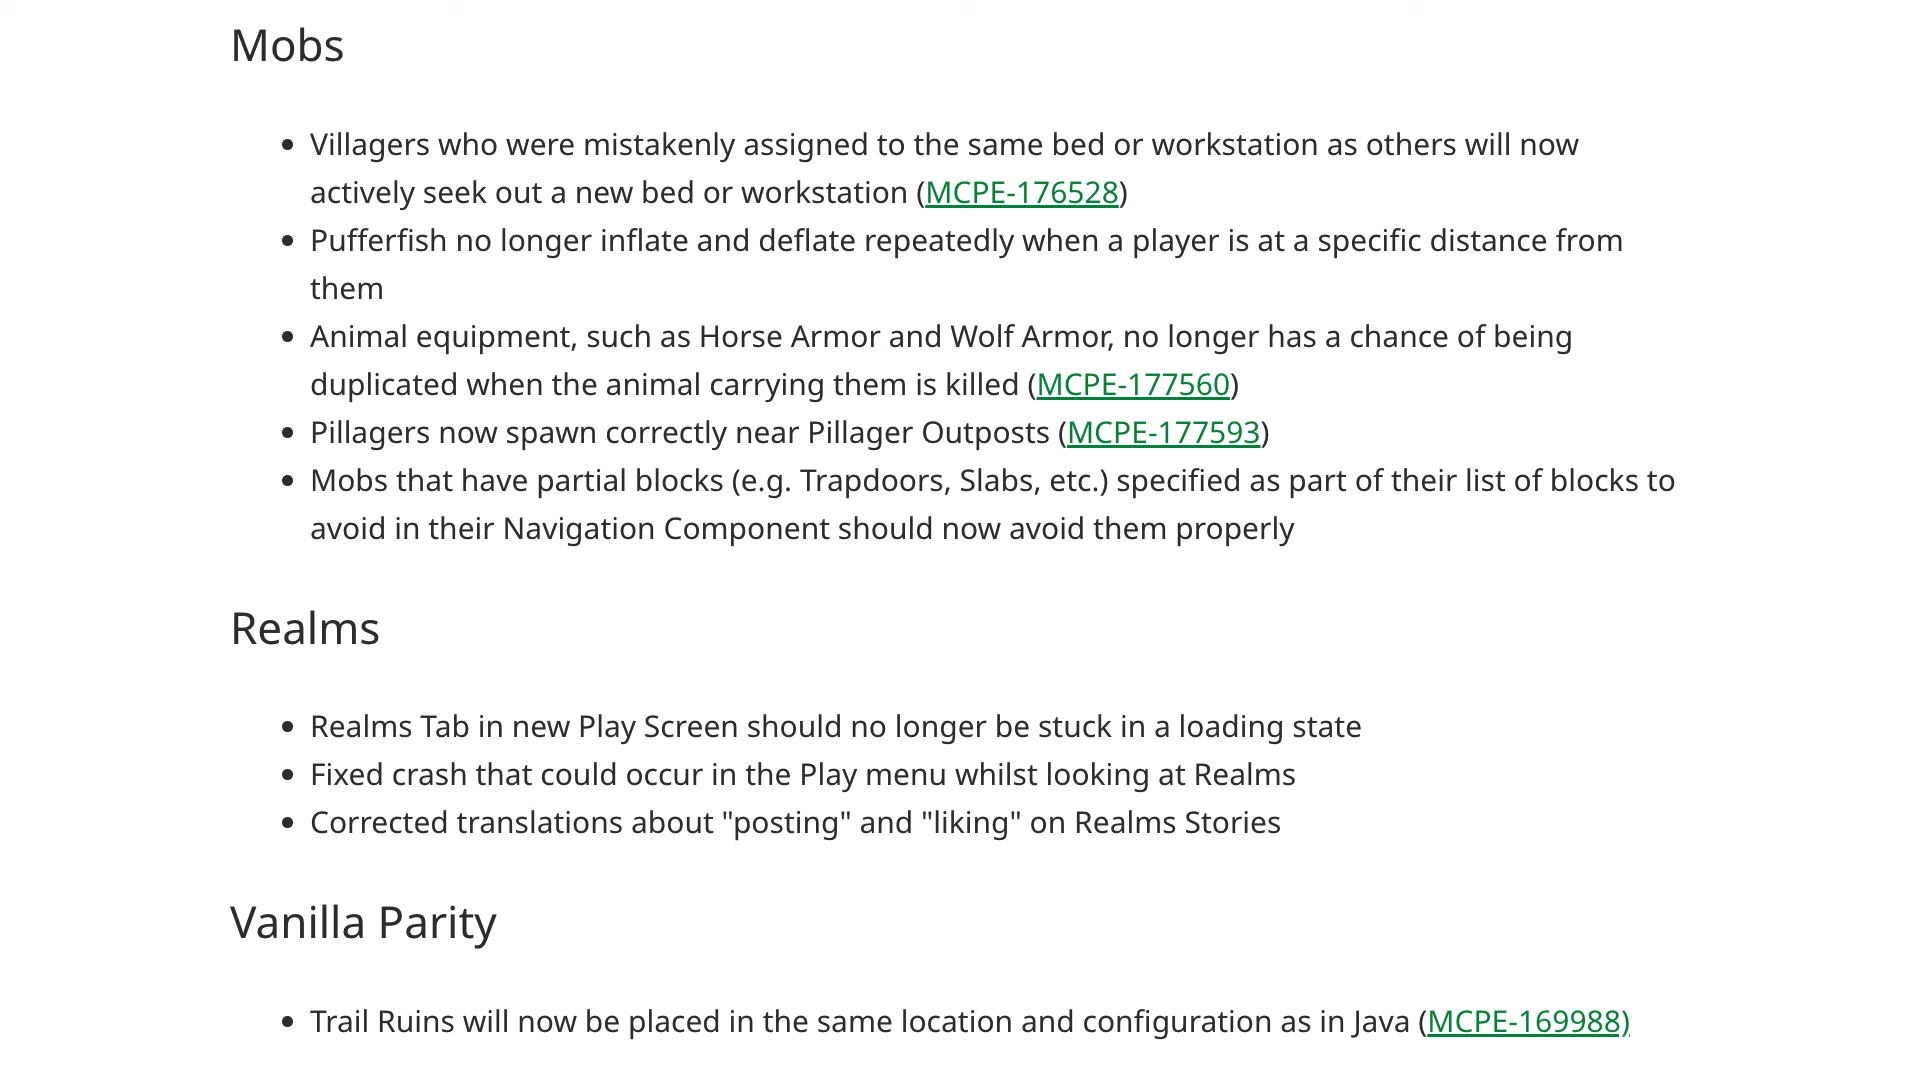 Mobs
• Villagers who were mistakenly assigned to the same bed or workstation as others will now
actively seek out a new bed or workstation (MCPE-176528)
• Pufferfish no longer inflate and deflate repeatedly when a player is at a specific distance from
them
• Animal equipment, such as Horse Armor and Wolf Armor, no longer has a chance of being
duplicated when the animal carrying them is killed (MCPE-177560)
• Pillagers now spawn correctly near Pillager Outposts (MCPE-177593)
• Mobs that have partial blocks (e.g. Trapdoors, Slabs, etc.) specified as part of their list of blocks to
avoid in their Navigation Component should now avoid them properly
Realms
• Realms Tab in new Play Screen should no longer be stuck in a loading state
• Fixed crash that could occur in the Play menu whilst looking at Realms
• Corrected translations about "posting" and "liking" on Realms Stories
Vanilla Parity
• Trail Ruins will now be placed in the same location and configuration as in Java (MCPE-169988)